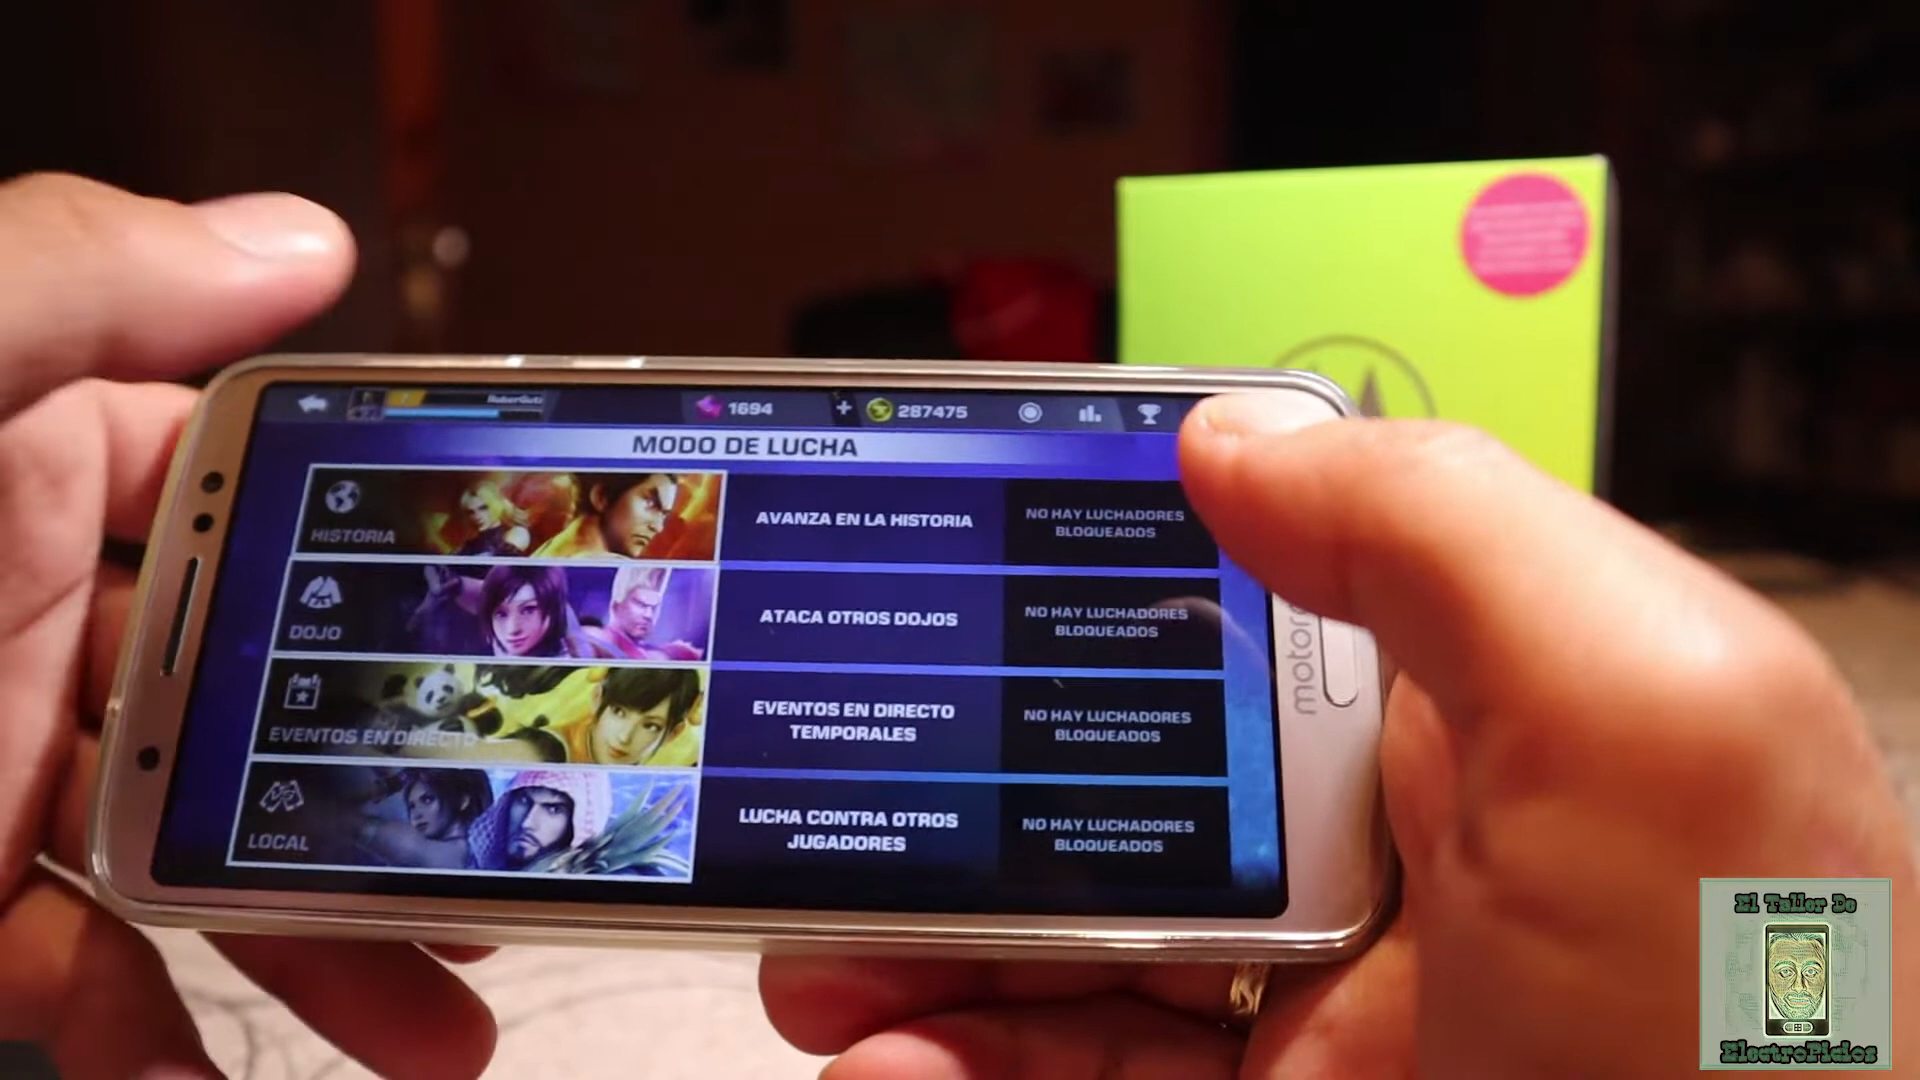 RuberGuti
1694
287475
MODO DE LUCHA
HISTORIA
AVANZA EN LA HISTORIA
NO HAY LUCHADORES
BLOQUEADOS
DOJO
ATACA OTROS DOJOS
NO HAY LUCHADORES
BLOQUEADOS
EVENTOS EN DIRECTO
EVENTOS EN DIRECTO
TEMPORALES
NO HAY LUCHADORES
BLOQUEADOS
LOCAL
LUCHA CONTRA OTROS
JUGADORES
NO HAY LUCHADORES
BLOQUEADOS
El Taller De
ElectroPicios